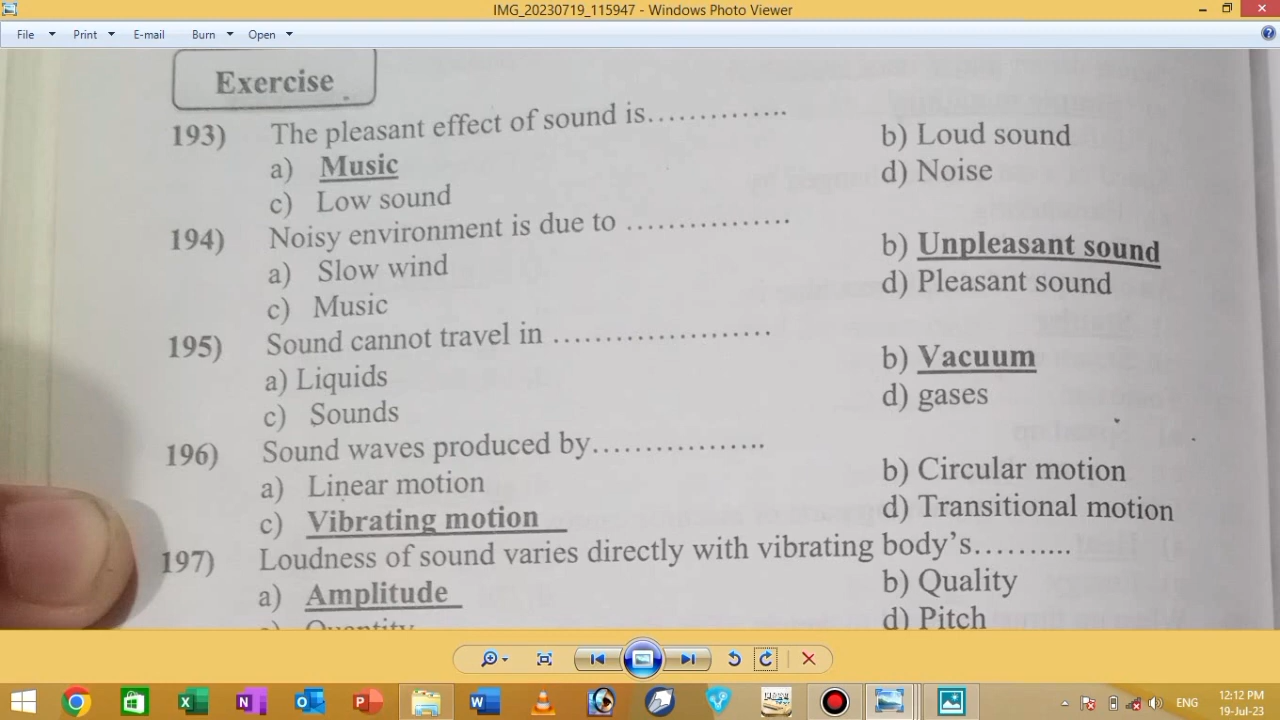 IMG_20230719_115947 - Windows Photo Viewer
File Print E-mail Burn Open
Exercise
193) The pleasant effect of sound is..............
a) Music b) Loud sound
c) Low sound d) Noise
194) Noisy environment is due to ................
a) Slow wind b) Unpleasant sound
c) Music d) Pleasant sound
195) Sound cannot travel in .....................
a) Liquids b) Vacuum
c) Sounds d) gases
196) Sound waves produced by.................
a) Linear motion b) Circular motion
c) Vibrating motion d) Transitional motion
197) Loudness of sound varies directly with vibrating body's..........
a) Amplitude b) Quality
Quantity d) Pitch
ENG
12:12 PM
19-Jul-23